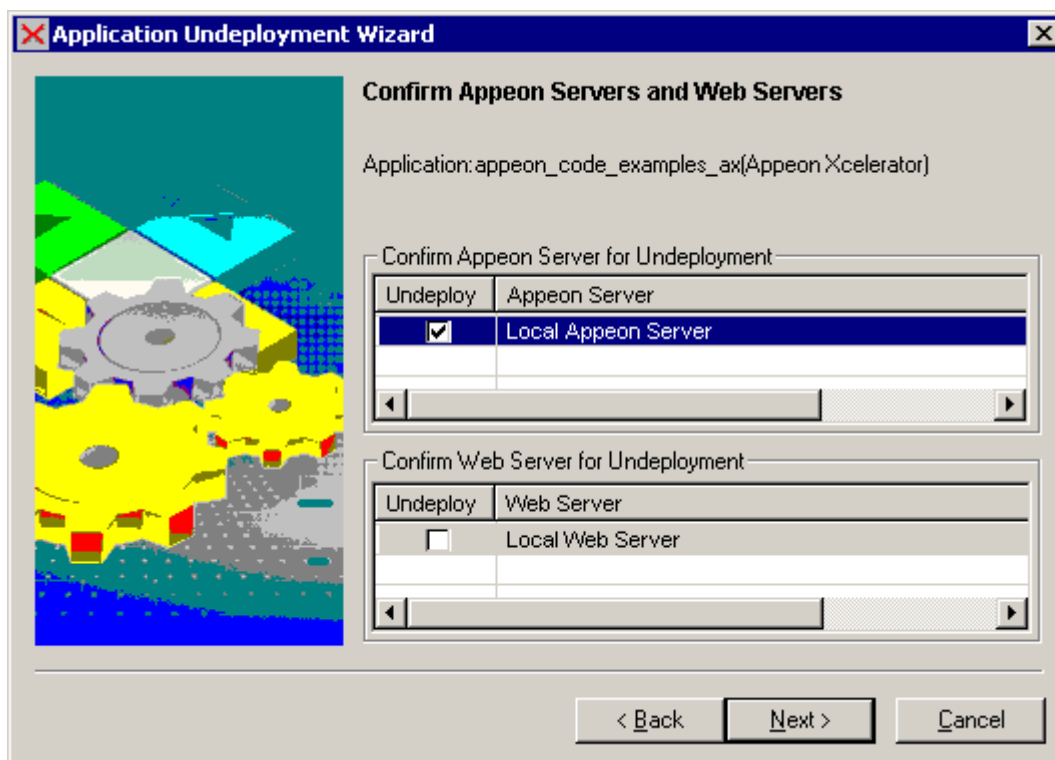 Application Undeployment Wizard
Confirm Appeon Servers and Web Servers
Application:appeon_code_examples_ax(Appeon Xcelerator)
Confirm Appeon Server for Undeployment
Undeploy Appeon Server
Local Appeon Server
Confirm Web Server for Undeployment
Undeploy Web Server
Local Web Server
< Back Next > Cancel